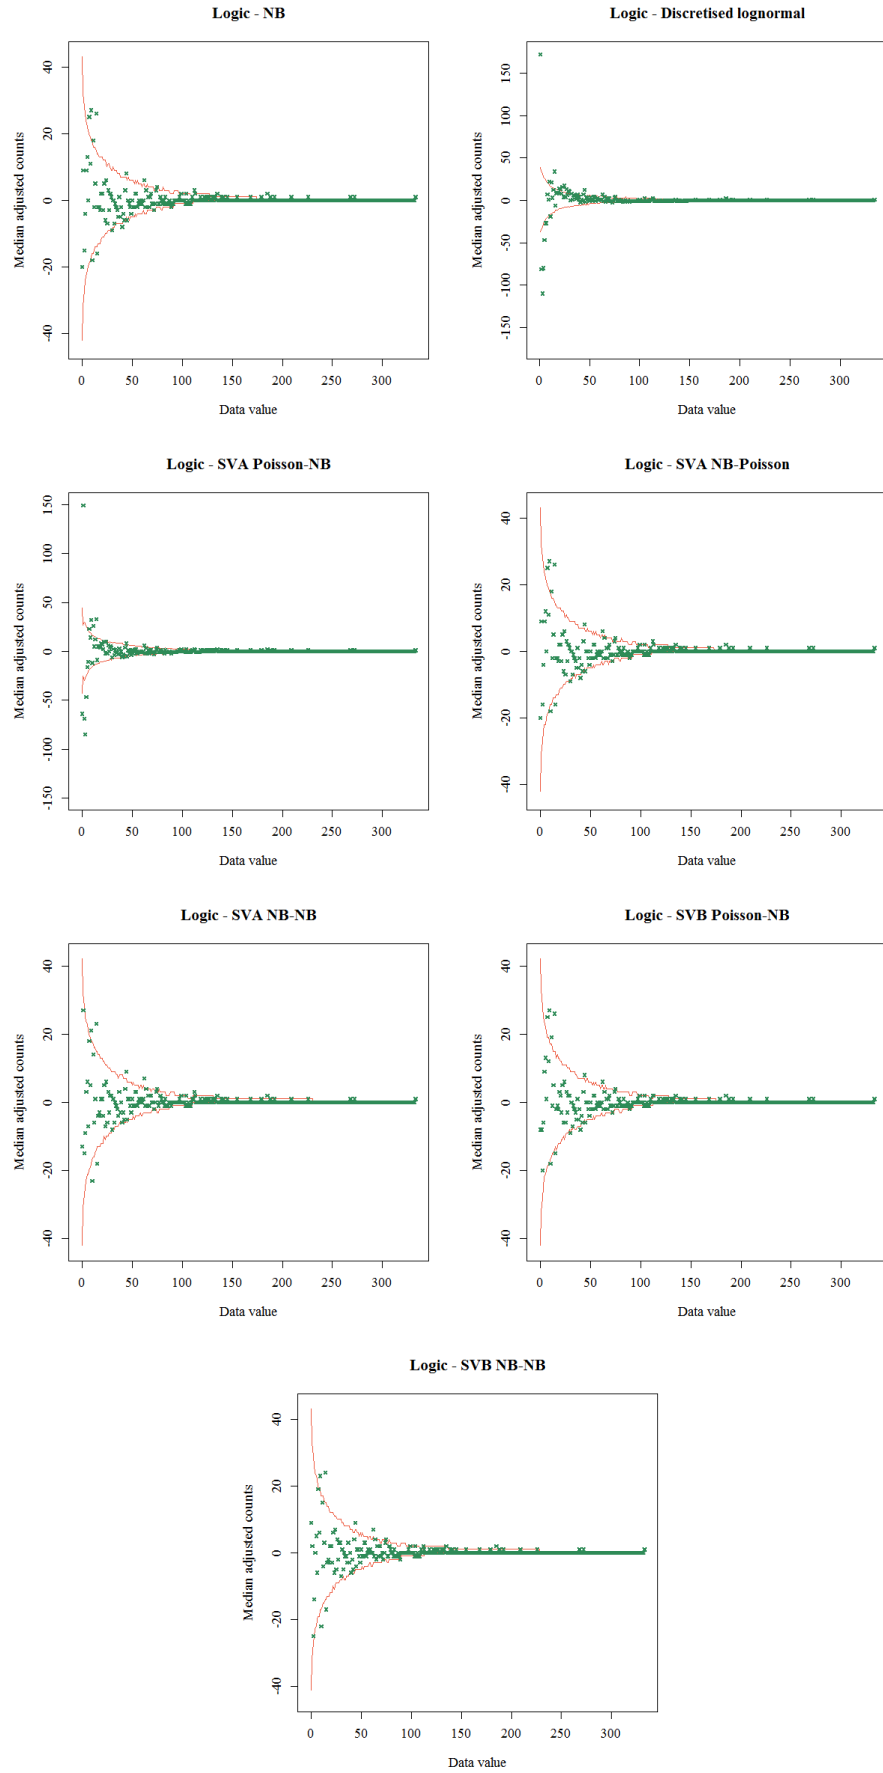 Logic - NB
Median adjusted counts
40
20
0
-20
-40
0 50 100 150 200 250 300
Data value
Logic - Discretised lognormal
Median adjusted counts
150
100
50
0
-50
-100
-150
0 50 100 150 200 250 300
Data value
Logic - SVA Poisson-NB
Median adjusted counts
150
100
50
0
-50
-100
-150
0 50 100 150 200 250 300
Data value
Logic - SVA NB-Poisson
Median adjusted counts
40
20
0
-20
-40
0 50 100 150 200 250 300
Data value
Logic - SVA NB-NB
Median adjusted counts
40
20
0
-20
-40
0 50 100 150 200 250 300
Data value
Logic - SVB Poisson-NB
Median adjusted counts
40
20
0
-20
-40
0 50 100 150 200 250 300
Data value
Logic - SVB NB-NB
Median adjusted counts
40
20
0
-20
-40
0 50 100 150 200 250 300
Data value